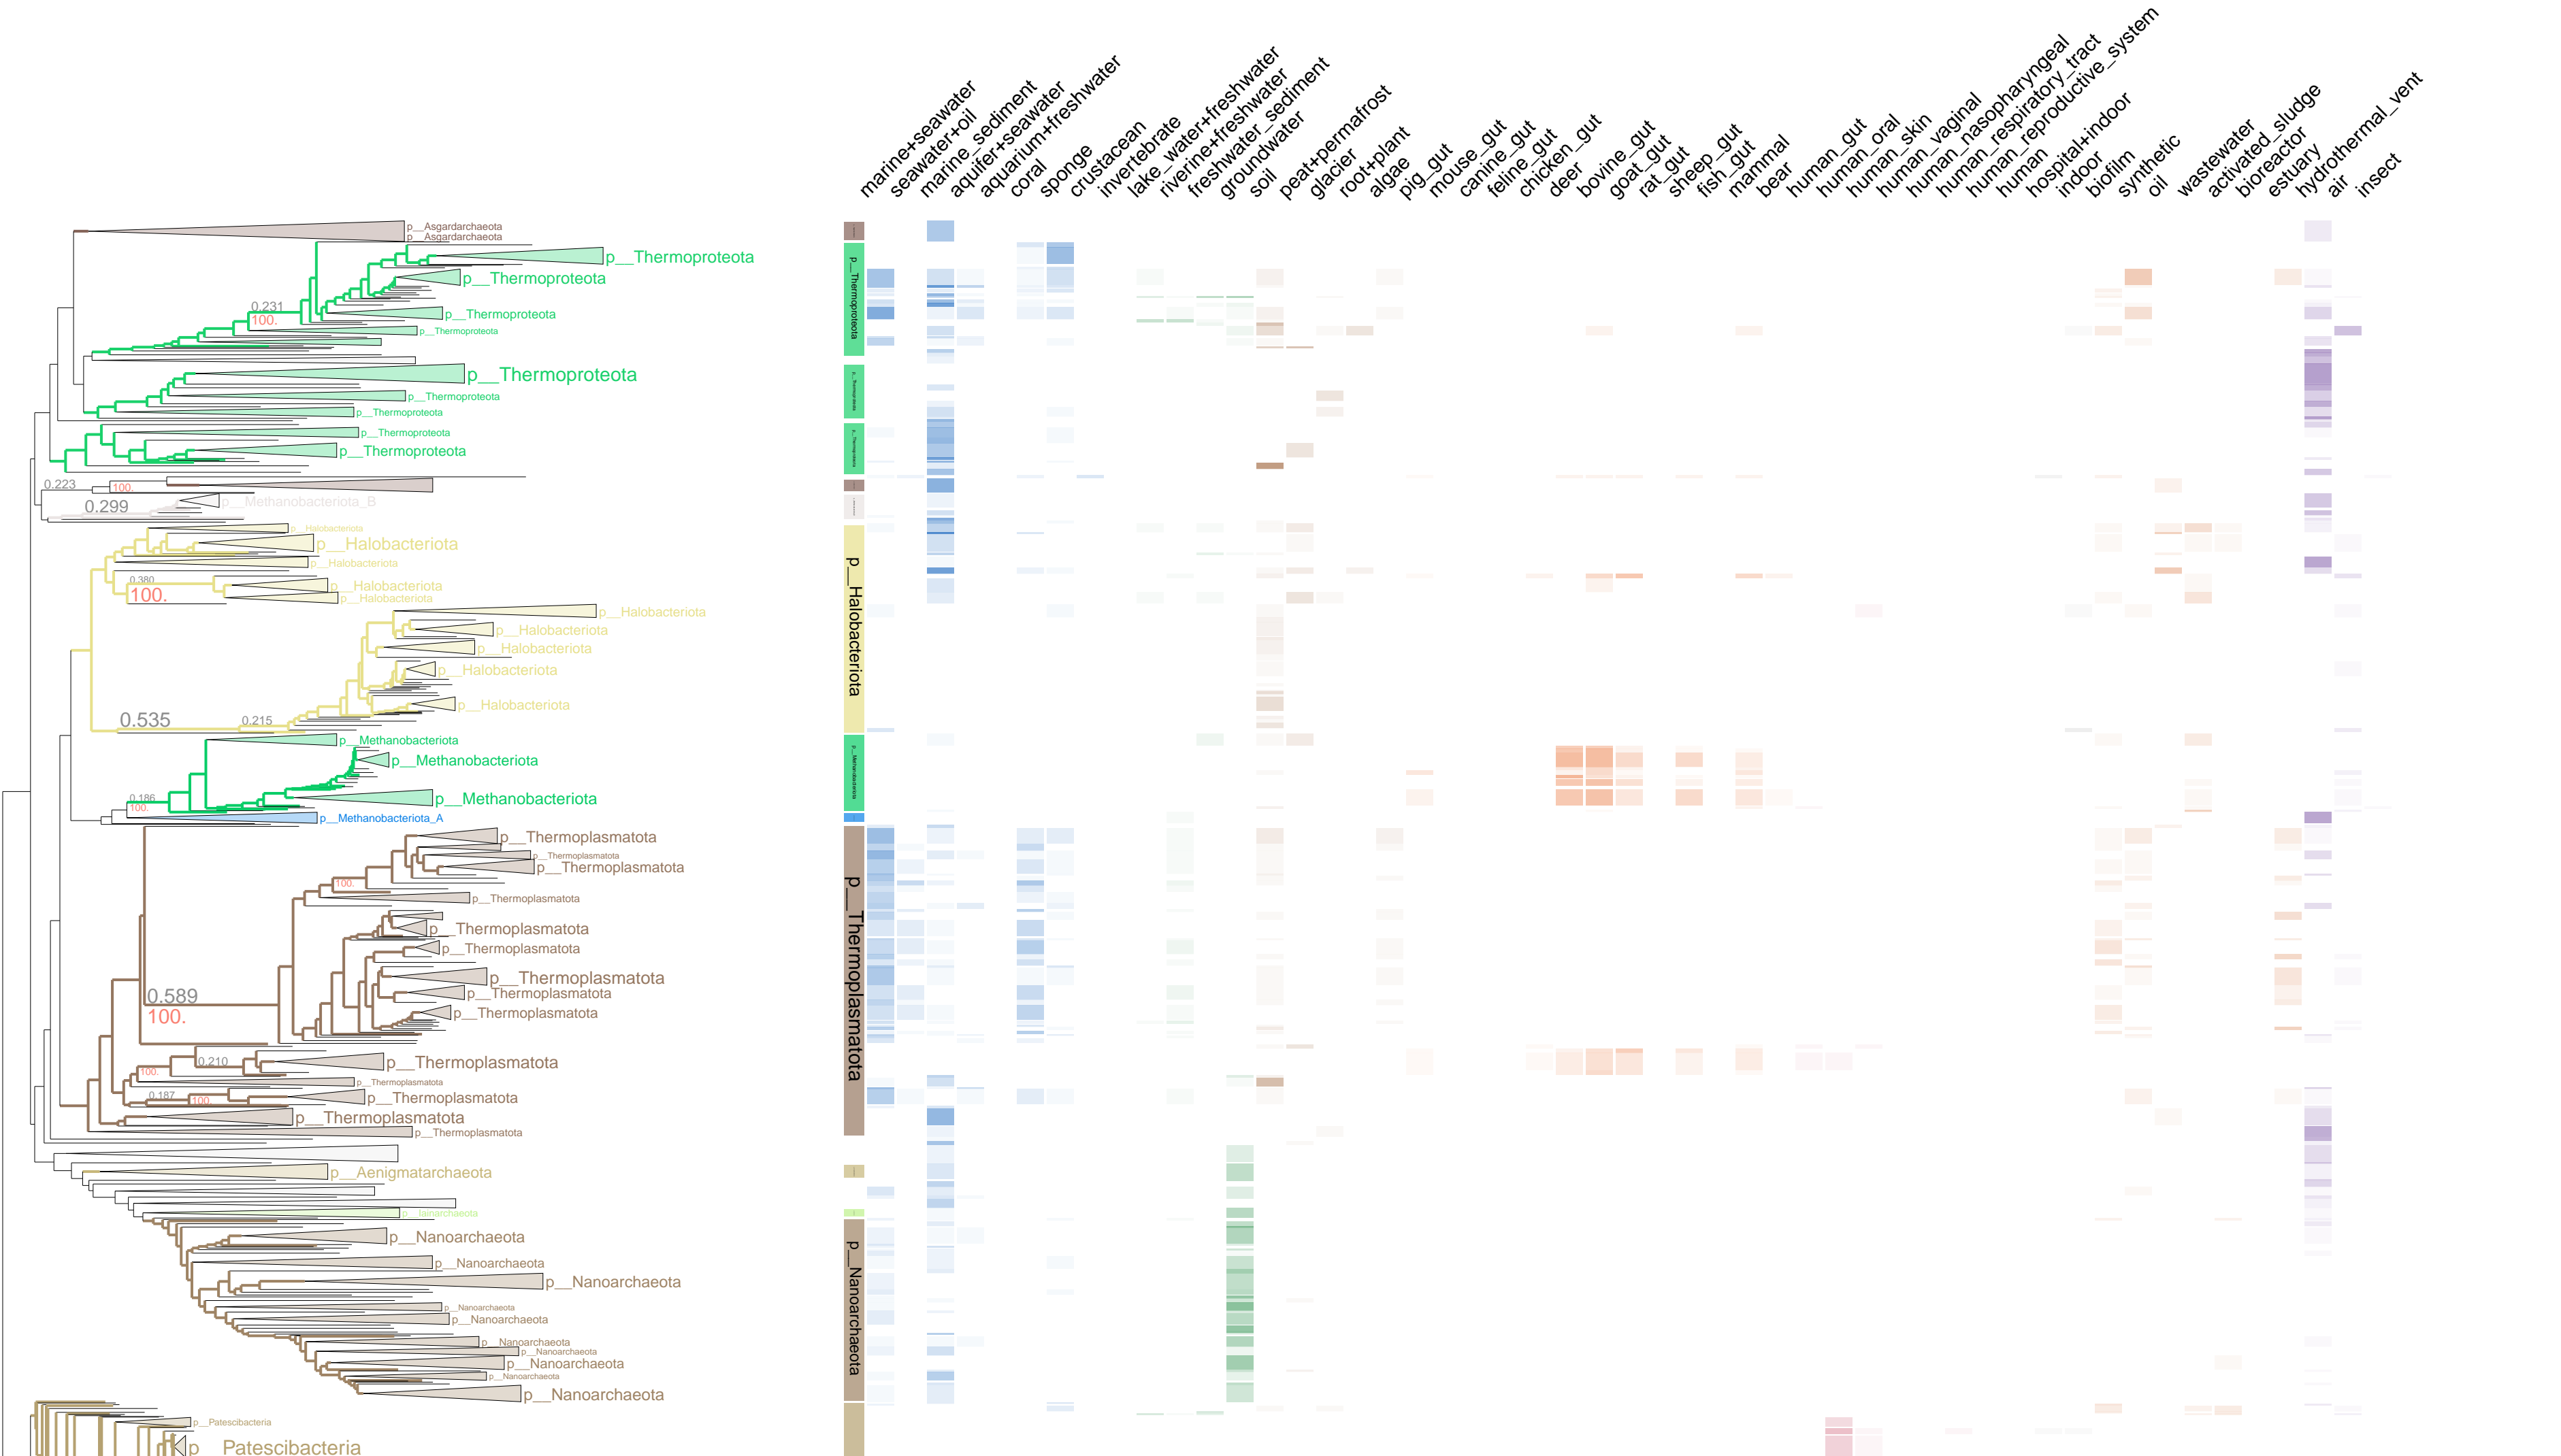 marine+seawater
seawater+oil
marine_sediment
aquifer+seawater
aquarium+freshwater
coral
sponge
crustacean
invertebrate
lake_water+freshwater
riverine+freshwater
freshwater_sediment
groundwater
soil
peat+permafrost
glacier
root+plant
algae
pig_gut
mouse_gut
canine_gut
feline_gut
chicken_gut
deer
bovine_gut
goat_gut
rat_gut
sheep_gut
fish_gut
mammal
bear
human_gut
human_oral
human_skin
human_vaginal
human_nasopharyngeal
human_respiratory_tract
human_reproductive_system
human
hospital+indoor
indoor
biofilm
synthetic
oil
wastewater
activated_sludge
bioreactor
estuary
hydrothermal_vent
air
insect
p__Asgardarchaeota
p__Asgardarchaeota
p__Thermoproteota
p__Thermoproteota
0.231
100.
p__Thermoproteota
p__Thermoproteota
p__Thermoproteota
p__Thermoproteota
p__Thermoproteota
p__Thermoproteota
p__Thermoproteota
0.223
100.
0.299
p__Methanobacteriota_B
p__Halobacteriota
p__Halobacteriota
p__Halobacteriota
0.380
100.
p__Halobacteriota
p__Halobacteriota
p__Halobacteriota
p__Halobacteriota
p__Halobacteriota
p__Halobacteriota
p__Halobacteriota
0.535
0.215
p__Methanobacteriota
p__Methanobacteriota
0.186
100.
p__Methanobacteriota
p__Methanobacteriota_A
p__Thermoplasmatota
p__Thermoplasmatota
p__Thermoplasmatota
100.
p__Thermoplasmatota
p__Thermoplasmatota
p__Thermoplasmatota
p__Thermoplasmatota
p__Thermoplasmatota
0.589
100.
p__Thermoplasmatota
0.210
100.
p__Thermoplasmatota
p__Thermoplasmatota
0.187
100.
p__Thermoplasmatota
p__Thermoplasmatota
p__Thermoplasmatota
p__Aenigmatarchaeota
p__Iainarchaeota
p__Nanoarchaeota
p__Nanoarchaeota
p__Nanoarchaeota
p__Nanoarchaeota
p__Nanoarchaeota
p__Nanoarchaeota
p__Nanoarchaeota
p__Nanoarchaeota
p__Nanoarchaeota
p__Nanoarchaeota
p__Patescibacteria
p__Patescibacteria
p__Thermoproteota
p__Thermoproteota
p__Thermoproteota
p__Halobacteriota
p__Methanobacteriota
p__Thermoplasmatota
p__Nanoarchaeota